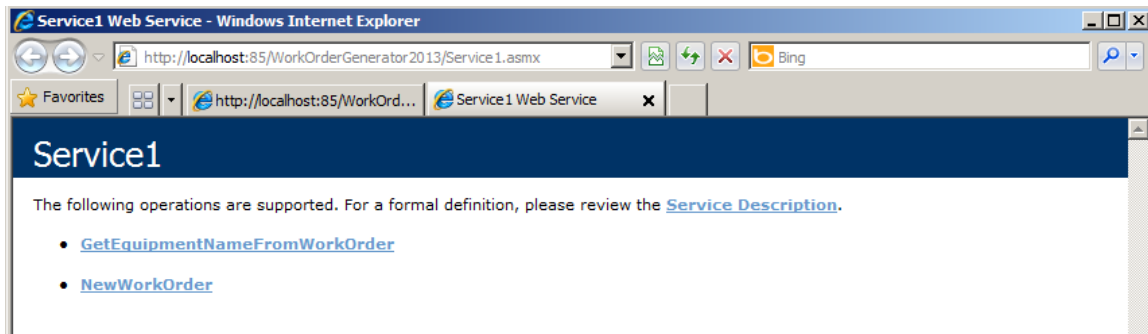 Service1 Web Service - Windows Internet Explorer
http://localhost:85/WorkOrderGenerator2013/Service1.asmx
Bing
Favorites
http://localhost:85/WorkOrd...
Service1 Web Service
Service1
The following operations are supported. For a formal definition, please review the Service Description.
• GetEquipmentNameFromWorkOrder
• NewWorkOrder